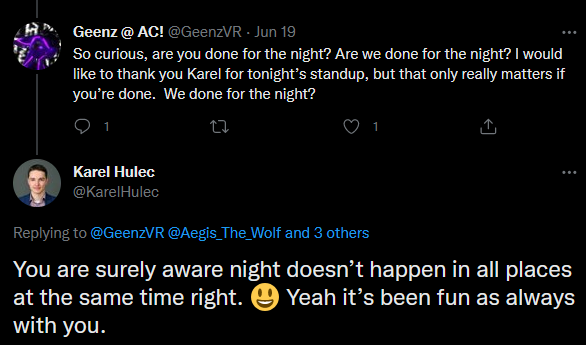 Geenz @ AC! @GeenzVR · Jun 19
So curious, are you done for the night? Are we done for the night? I would
like to thank you Karel for tonight's standup, but that only really matters if
you're done.  We done for the night?
1 1
Karel Hulec
@KarelHulec
Replying to @GeenzVR @Aegis_The_Wolf and 3 others
You are surely aware night doesn't happen in all places
at the same time right. 😃 Yeah it's been fun as always
with you.